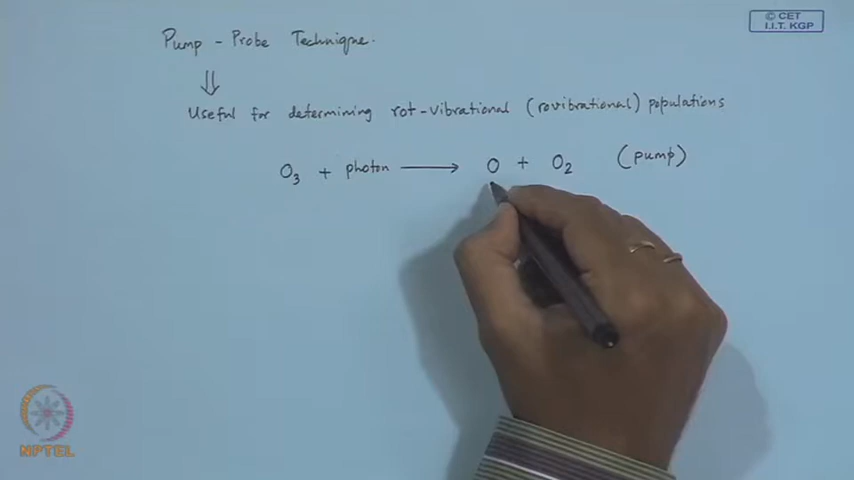 © CET
I.I.T. KGP
Pump - Probe Technique.
⇓
Useful for determining rot-vibrational (rovibrational) populations
O₃ + photon ⟶ O + O₂ (pump)
NPTEL